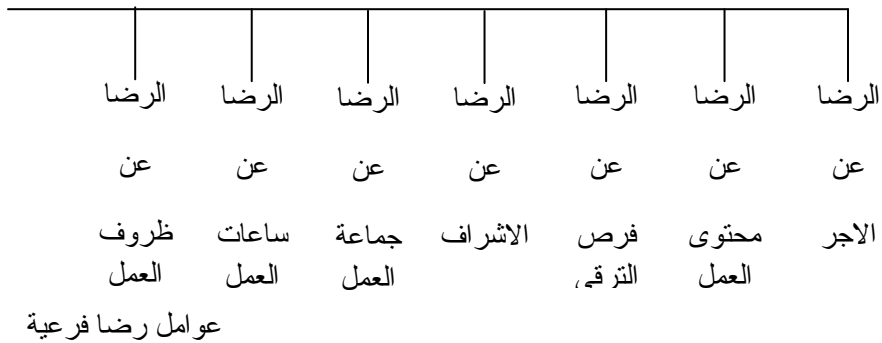 الرضا الرضا الرضا الرضا الرضا الرضا الرضا
عن عن عن عن عن عن عن
الاجر محتوى فرص الاشراف جماعة ساعات ظروف
العمل الترقي العمل العمل العمل
عوامل رضا فرعية